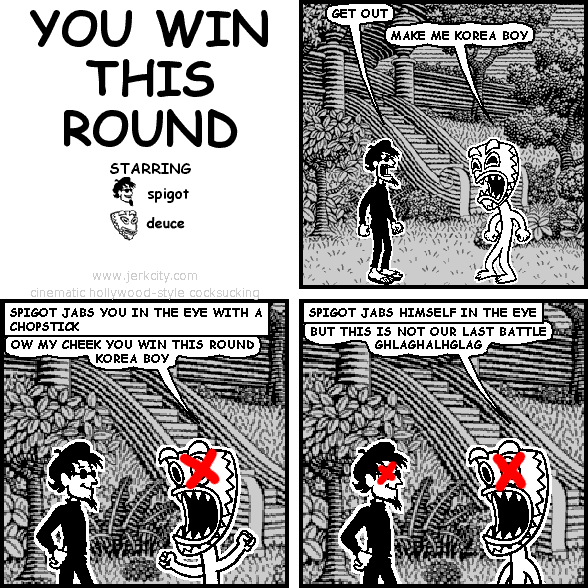 YOU WIN
THIS
ROUND
STARRING
spigot
deuce
www.jerkcity.com
cinematic hollywood-style cocksucking
GET OUT
MAKE ME KOREA BOY
SPIGOT JABS YOU IN THE EYE WITH A
CHOPSTICK
OW MY CHEEK YOU WIN THIS ROUND
KOREA BOY
SPIGOT JABS HIMSELF IN THE EYE
BUT THIS IS NOT OUR LAST BATTLE
GHLAGHALHGLAG